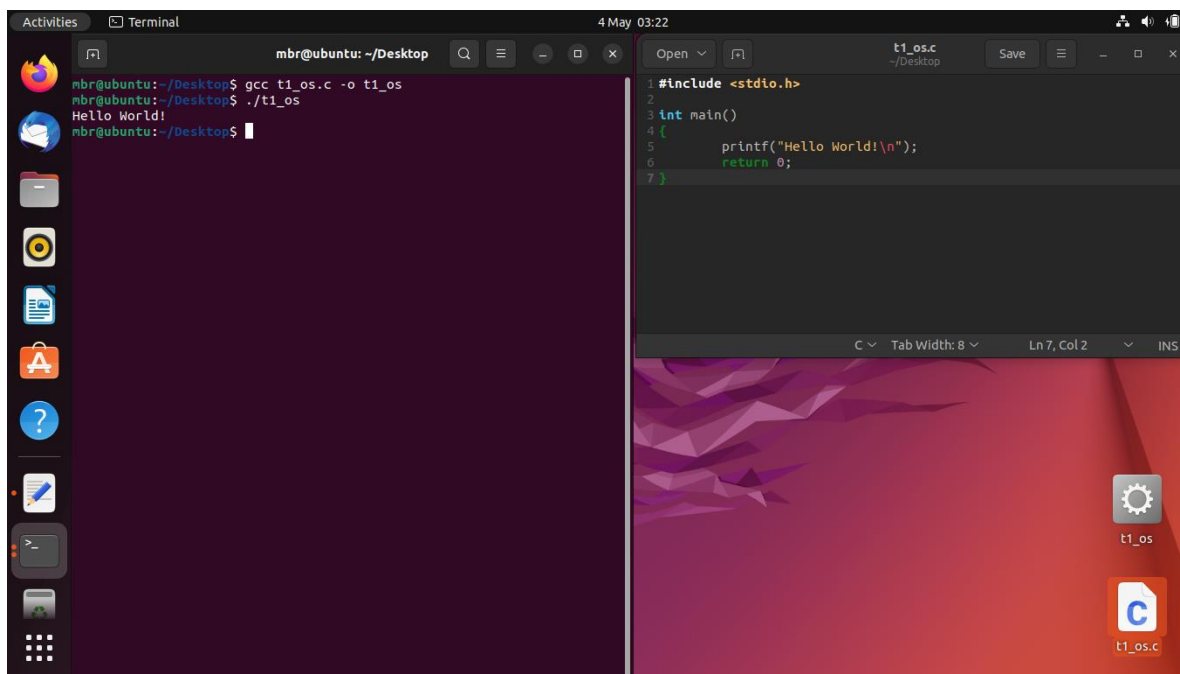 Activities
Terminal
4 May 03:22
mbr@ubuntu: ~/Desktop
mbr@ubuntu:~/Desktop$ gcc t1_os.c -o t1_os
mbr@ubuntu:~/Desktop$ ./t1_os
Hello World!
mbr@ubuntu:~/Desktop$
Open
t1_os.c
~/Desktop
Save
1 #include <stdio.h>
2
3 int main()
4 {
5         printf("Hello World!\n");
6         return 0;
7 }
C
Tab Width: 8
Ln 7, Col 2
INS
t1_os
C
t1_os.c